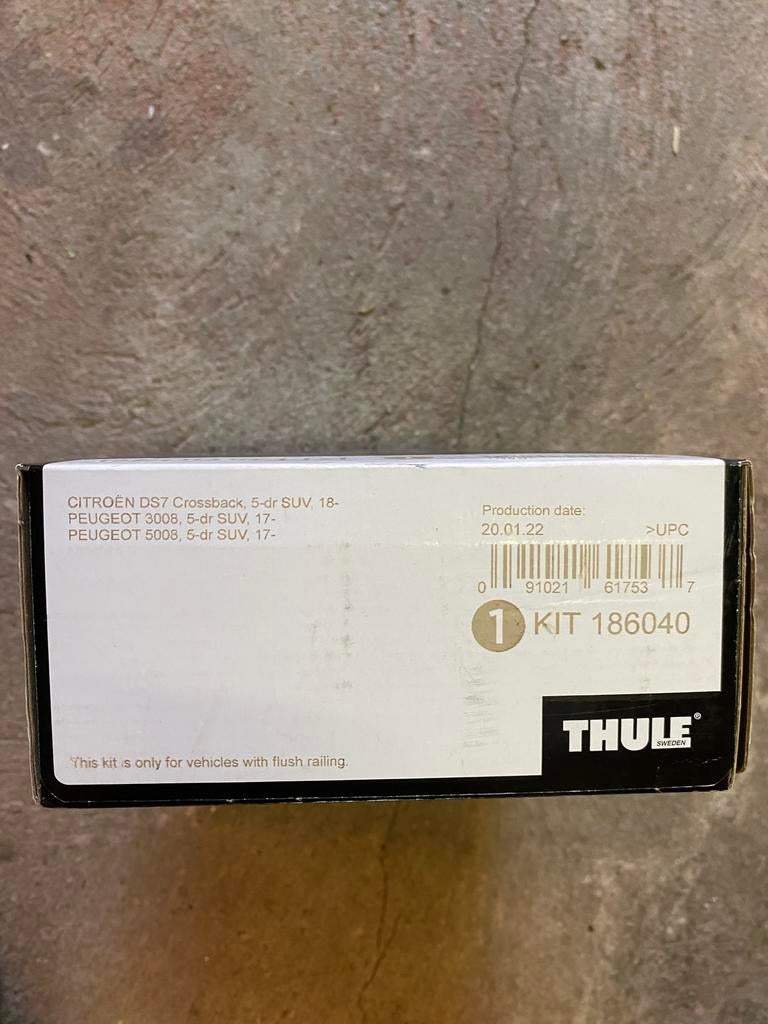 CITROËN DS7 Crossback, 5-dr SUV, 18-
PEUGEOT 3008, 5-dr SUV, 17-
PEUGEOT 5008, 5-dr SUV, 17-
Production date:
20.01.22 >UPC
0 91021 61753 7
1 KIT 186040
THULE®
SWEDEN
This kit is only for vehicles with flush railing.